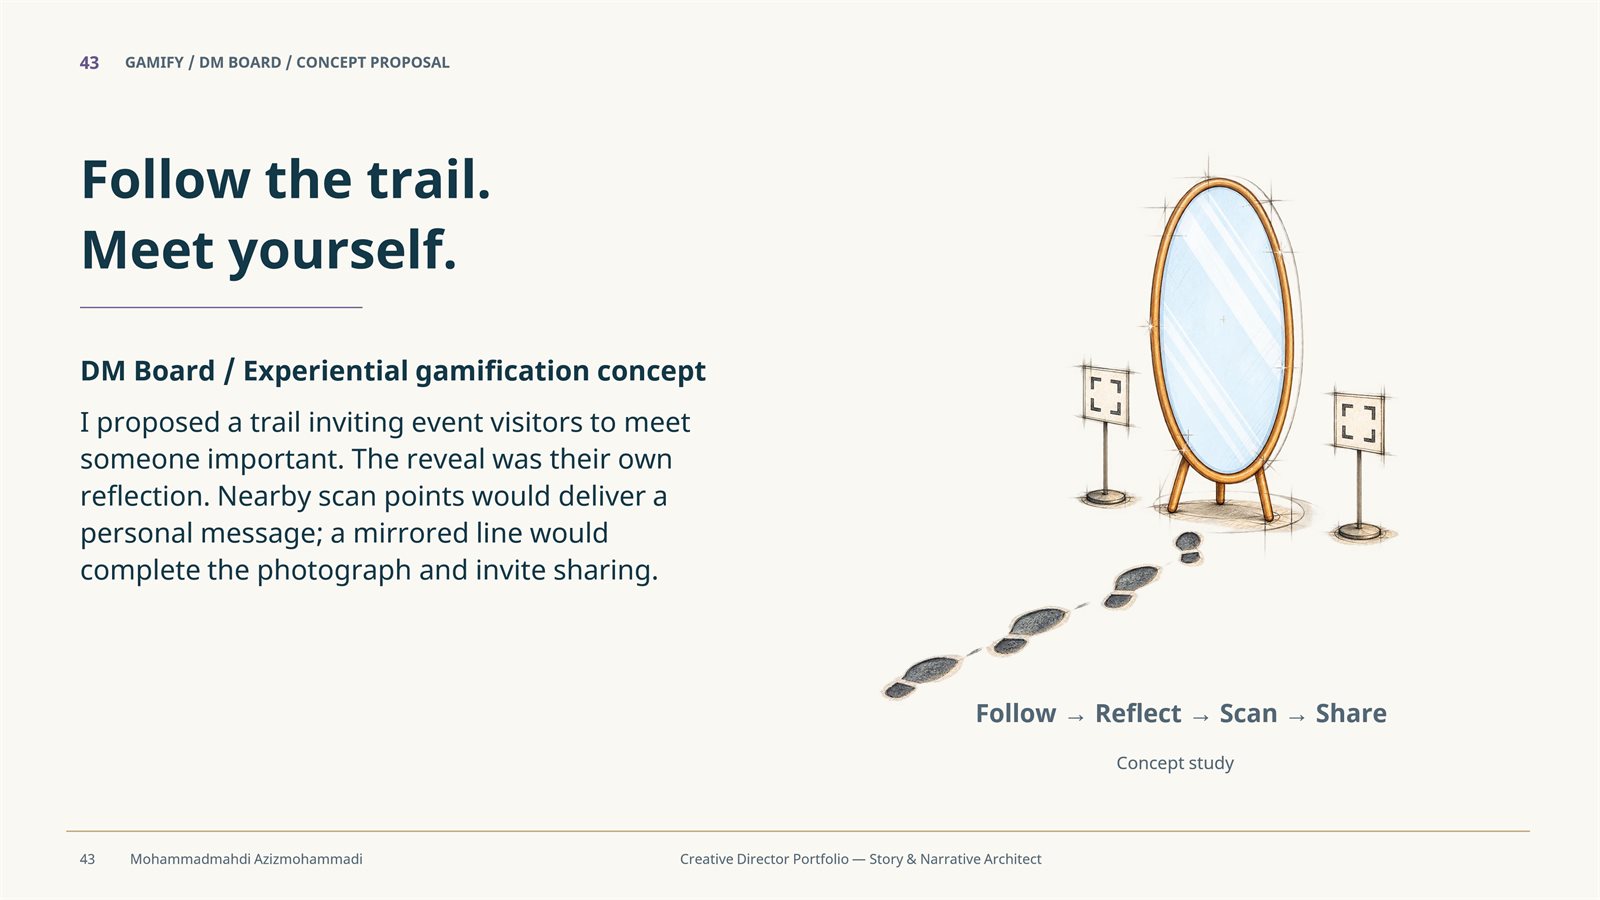 43 GAMIFY / DM BOARD / CONCEPT PROPOSAL
Follow the trail.
Meet yourself.
DM Board / Experiential gamification concept
I proposed a trail inviting event visitors to meet
someone important. The reveal was their own
reflection. Nearby scan points would deliver a
personal message; a mirrored line would
complete the photograph and invite sharing.
Follow → Reflect → Scan → Share
Concept study
43 Mohammadmahdi Azizmohammadi Creative Director Portfolio — Story & Narrative Architect